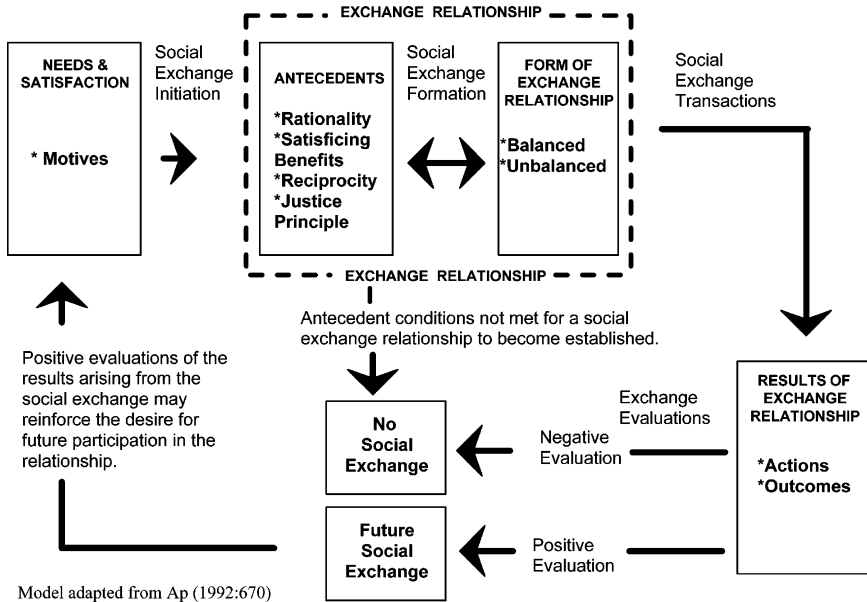 EXCHANGE RELATIONSHIP
NEEDS &
SATISFACTION
* Motives
Social
Exchange
Initiation
ANTECEDENTS
*Rationality
*Satisficing
Benefits
*Reciprocity
*Justice
Principle
Social
Exchange
Formation
FORM OF
EXCHANGE
RELATIONSHIP
*Balanced
*Unbalanced
Social
Exchange
Transactions
EXCHANGE RELATIONSHIP
Antecedent conditions not met for a social
exchange relationship to become established.
Positive evaluations of the
results arising from the
social exchange may
reinforce the desire for
future participation in the
relationship.
No
Social
Exchange
Exchange
Evaluations
Negative
Evaluation
RESULTS OF
EXCHANGE
RELATIONSHIP
*Actions
*Outcomes
Future
Social
Exchange
Positive
Evaluation
Model adapted from Ap (1992:670)